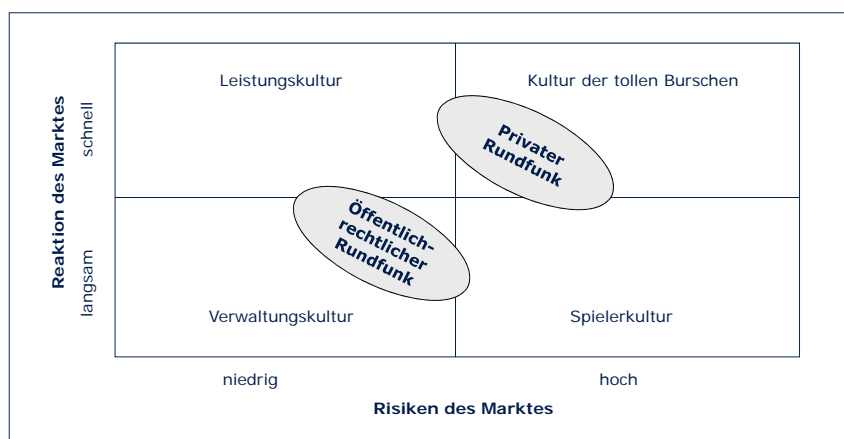 Leistungskultur
Kultur der tollen Burschen
Reaktion des Marktes
schnell
langsam
Privater
Rundfunk
Öffentlich-
rechtlicher
Rundfunk
Verwaltungskultur
Spielerkultur
niedrig
hoch
Risiken des Marktes